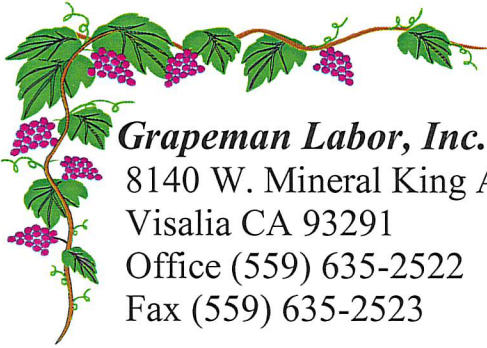 Grapeman Labor, Inc.
8140 W. Mineral King
Visalia CA 93291
Office (559) 635-2522
Fax (559) 635-2523